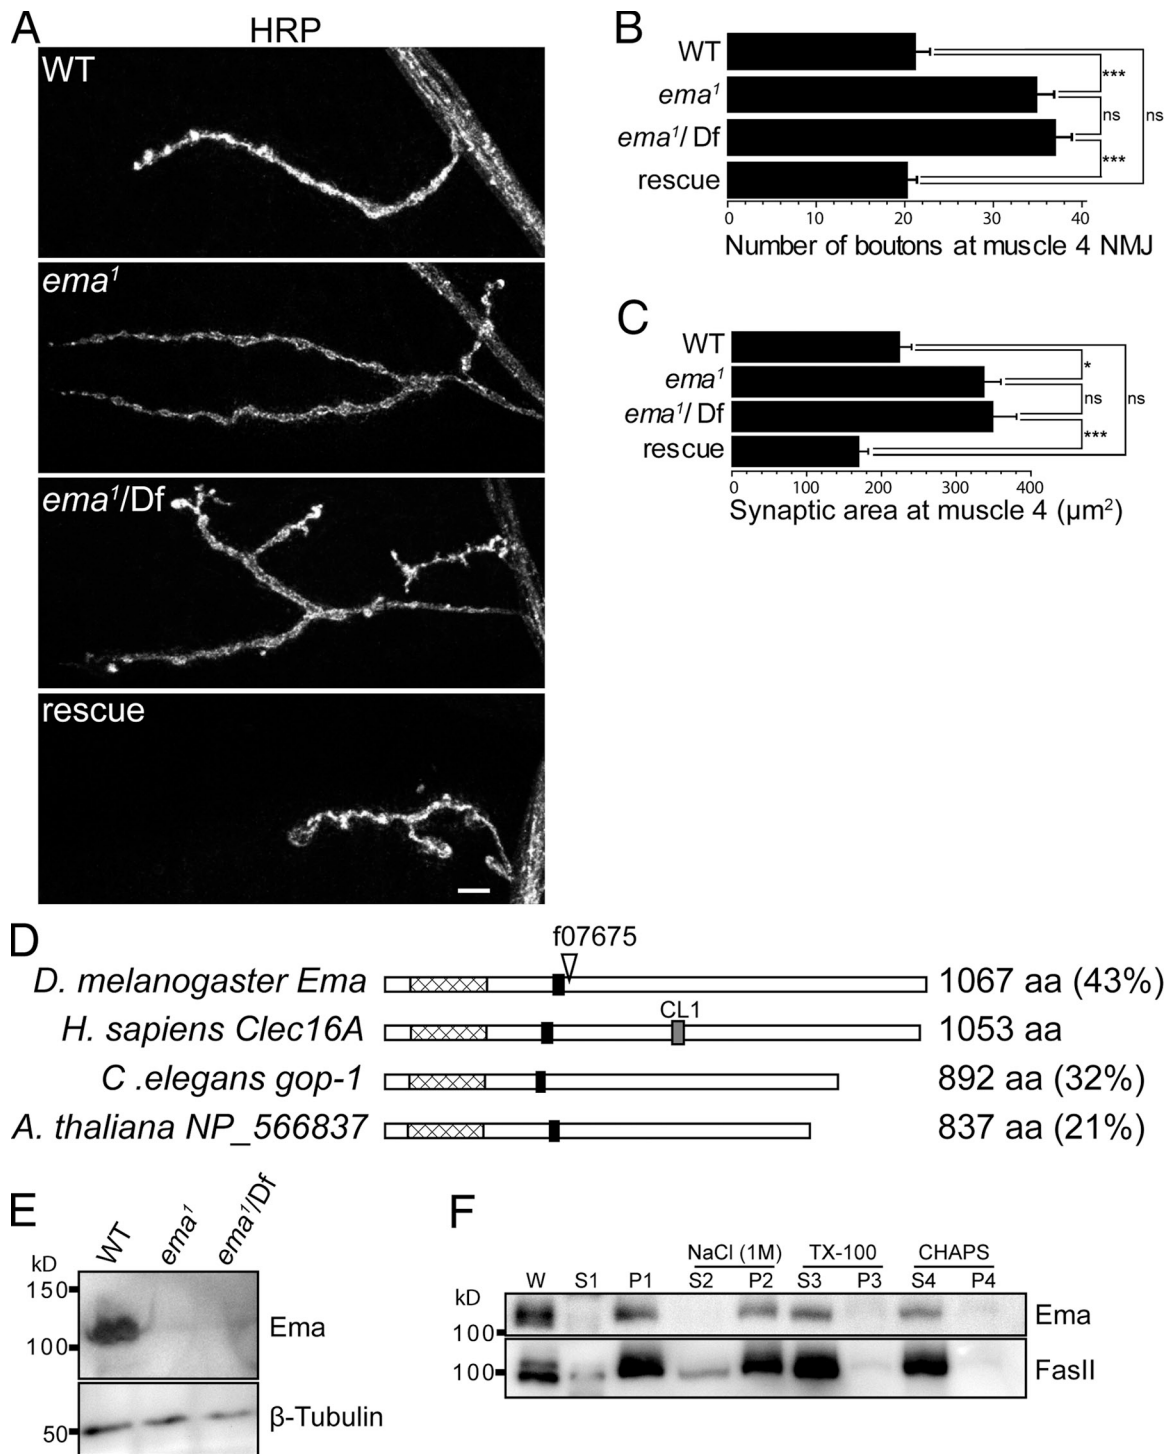 A
HRP
WT
ema¹
ema¹/Df
rescue
B
WT
ema¹
ema¹/ Df
rescue
***
ns
***
ns
0 10 20 30 40
Number of boutons at muscle 4 NMJ
C
WT
ema¹
ema¹/ Df
rescue
*
ns
***
ns
0 100 200 300 400
Synaptic area at muscle 4 (μm²)
D
f07675
D. melanogaster Ema 1067 aa (43%)
CL1
H. sapiens Clec16A 1053 aa
C .elegans gop-1 892 aa (32%)
A. thaliana NP_566837 837 aa (21%)
E
WT ema¹ ema¹/Df
kD
150
100
Ema
50
β-Tubulin
F
NaCl (1M) TX-100 CHAPS
W S1 P1 S2 P2 S3 P3 S4 P4
kD
100
Ema
100
FasII